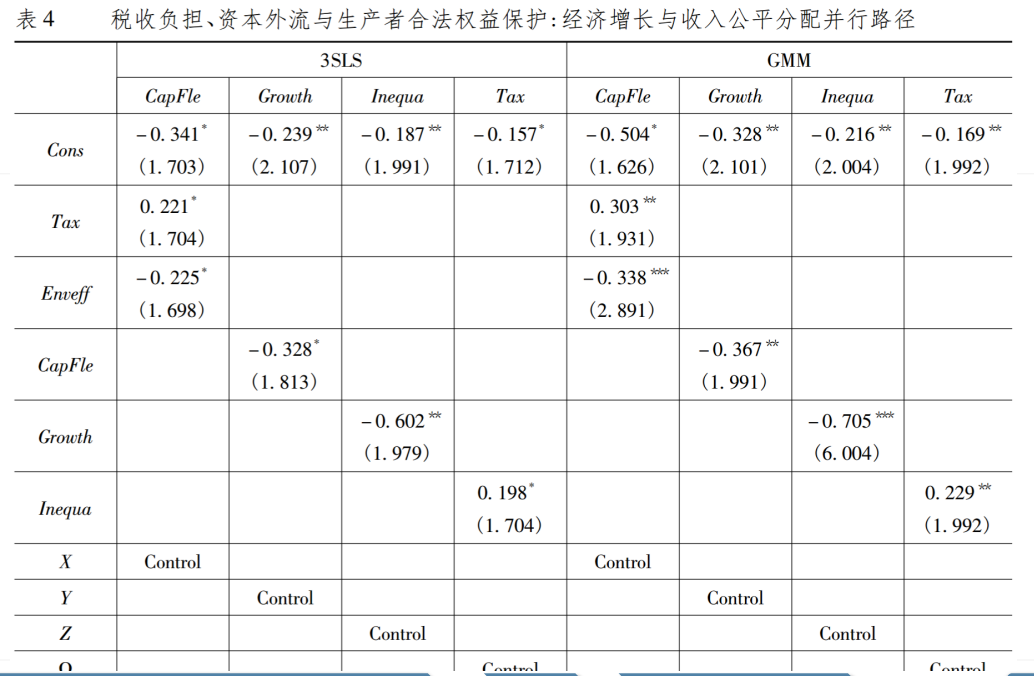 表 4 税收负担、资本外流与生产者合法权益保护:经济增长与收入公平分配并行路径
3SLS GMM
CapFle Growth Inequa Tax CapFle Growth Inequa Tax
Cons -0.341* -0.239** -0.187** -0.157* -0.504* -0.328** -0.216** -0.169**
(1.703) (2.107) (1.991) (1.712) (1.626) (2.101) (2.004) (1.992)
Tax 0.221* 0.303**
(1.704) (1.931)
Enveff -0.225* -0.338***
(1.698) (2.891)
CapFle -0.328* -0.367**
(1.813) (1.991)
Growth -0.602** -0.705***
(1.979) (6.004)
Inequa 0.198* 0.229**
(1.704) (1.992)
X Control Control
Y Control Control
Z Control Control
Control Control